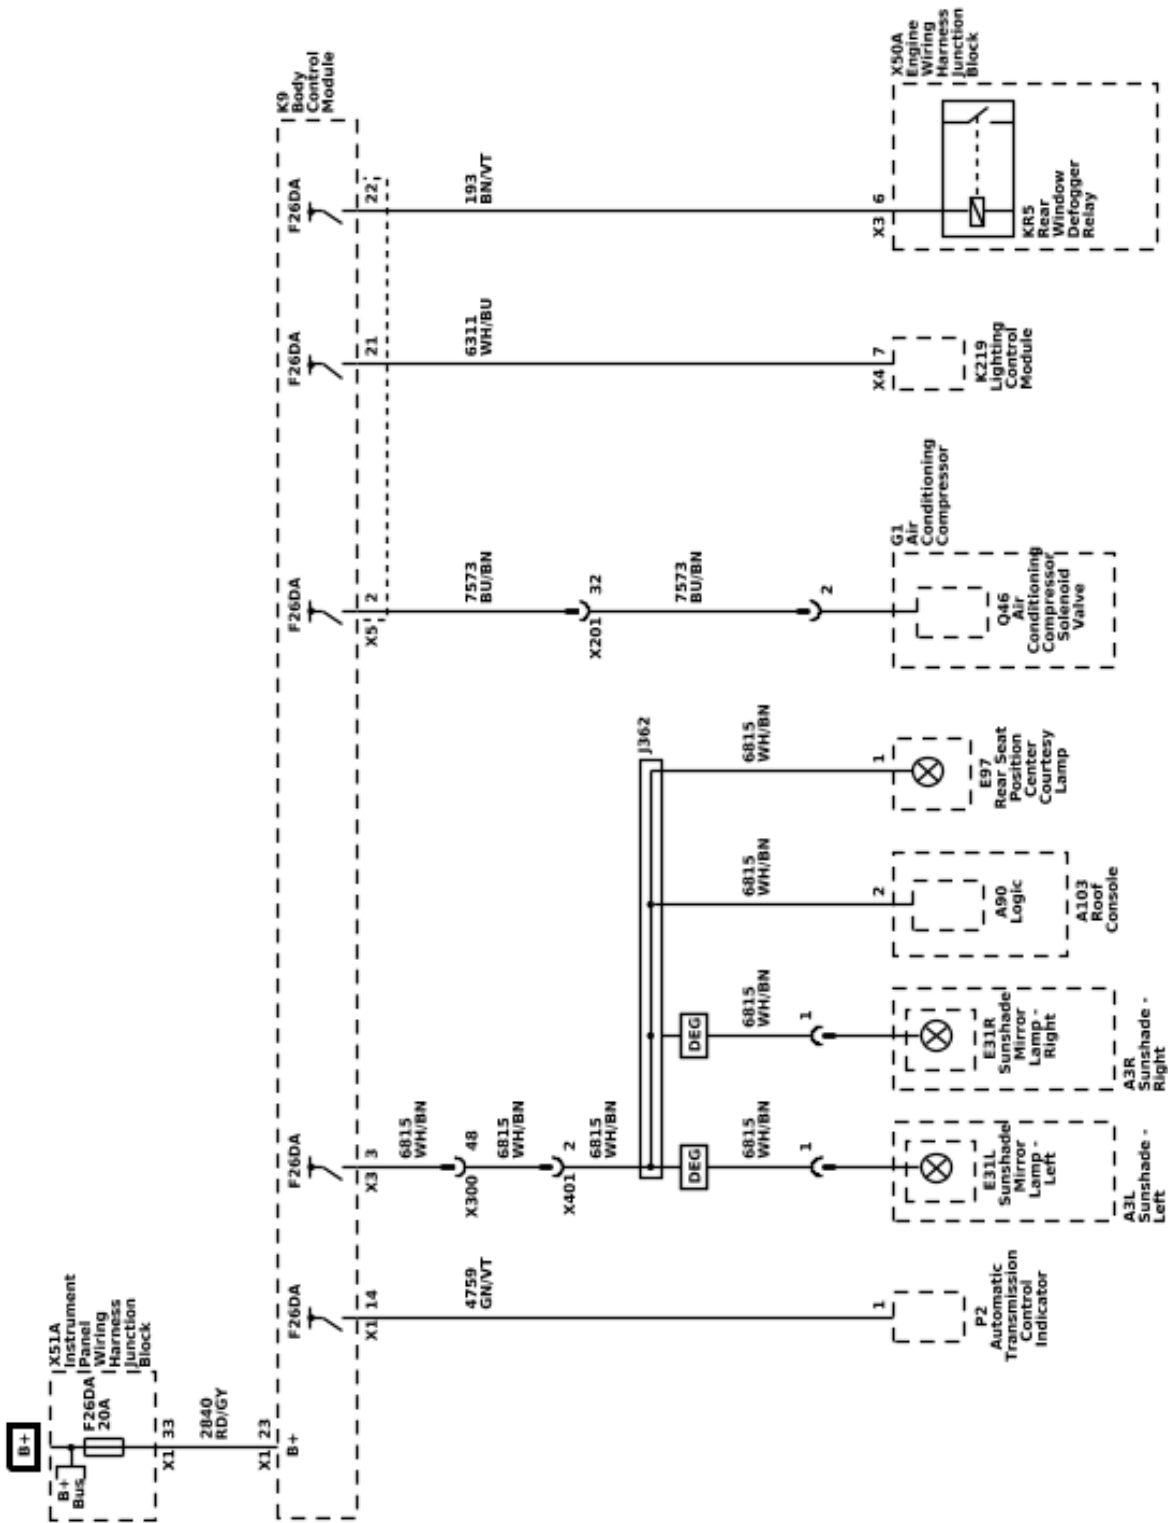 B+
X51A
Instrument
Panel
Wiring
Harness
Junction
Block
B+
Bus
F26DA
20A
X1 33
2840
RD/GY
X1 23
B+
K9
Body
Control
Module
F26DA
X1 14
4759
GN/VT
1
P2
Automatic
Transmission
Control
Indicator
F26DA
X3 3
6815
WH/BN
X300 48
6815
WH/BN
X401 2
6815
WH/BN
J362
DEG
6815
WH/BN
1
E31L
Sunshade
Mirror
Lamp -
Left
A3L
Sunshade -
Left
DEG
6815
WH/BN
1
E31R
Sunshade
Mirror
Lamp -
Right
A3R
Sunshade -
Right
6815
WH/BN
2
A90
Logic
A103
Roof
Console
6815
WH/BN
1
E97
Rear Seat
Position
Center
Courtesy
Lamp
F26DA
X5 2
7573
BU/BN
X201 32
7573
BU/BN
2
G1
Air
Conditioning
Compressor
Q46
Air
Conditioning
Compressor
Solenoid
Valve
F26DA
21
6311
WH/BU
X4 7
K219
Lighting
Control
Module
F26DA
22
193
BN/VT
X3 6
X50A
Engine
Wiring
Harness
Junction
Block
KR5
Rear
Window
Defogger
Relay